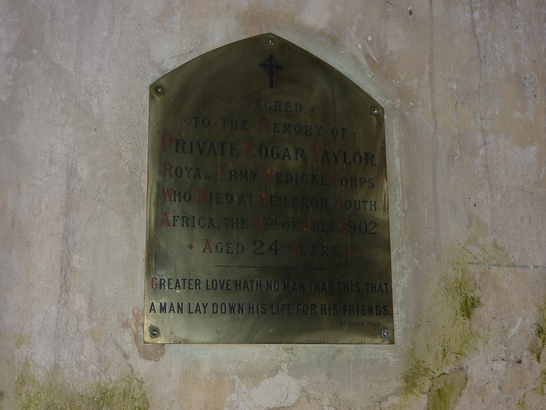 SACRED
TO THE MEMORY OF
PRIVATE EDGAR TAYLOR
ROYAL ARMY MEDICAL CORPS
WHO DIED AT HEILBRON, SOUTH
AFRICA, THE OF JULY 1902.
AGED 24 YEARS.
GREATER LOVE HATH NO MAN THAN THIS, THAT
A MAN LAY DOWN HIS LIFE FOR HIS FRIENDS.